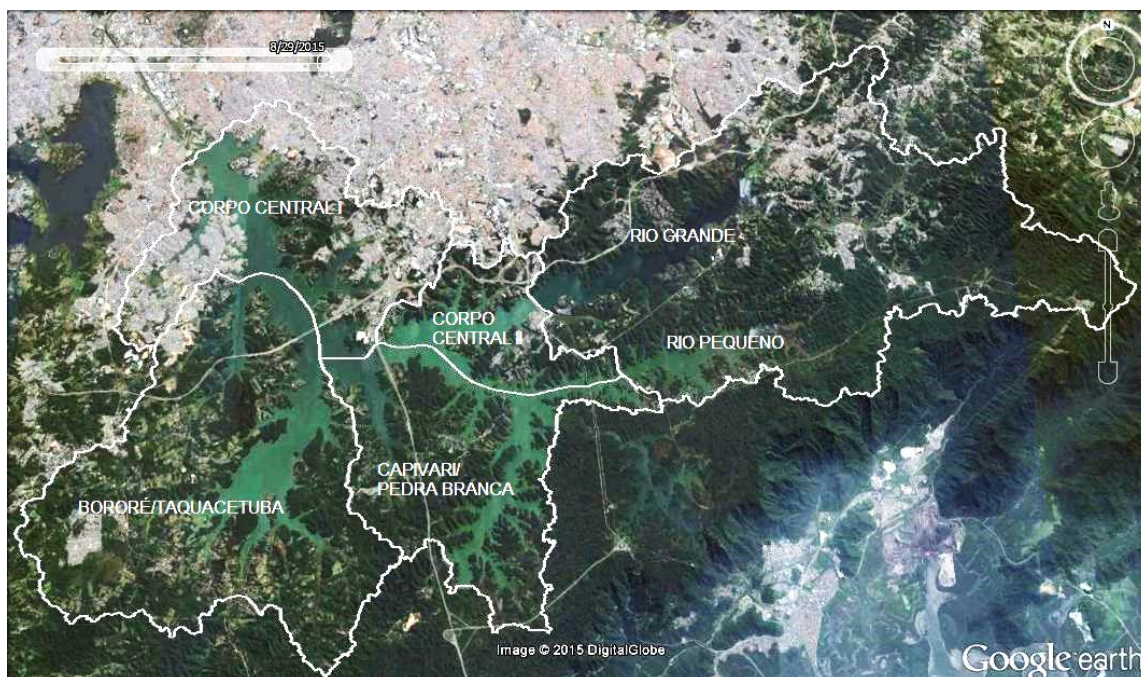 8/29/2015
N
CORPO CENTRAL I
RIO GRANDE
CORPO
CENTRAL II
RIO PEQUENO
CAPIVARI/
PEDRA BRANCA
BORORÉ/TAQUACETUBA
Image © 2015 DigitalGlobe
Google earth